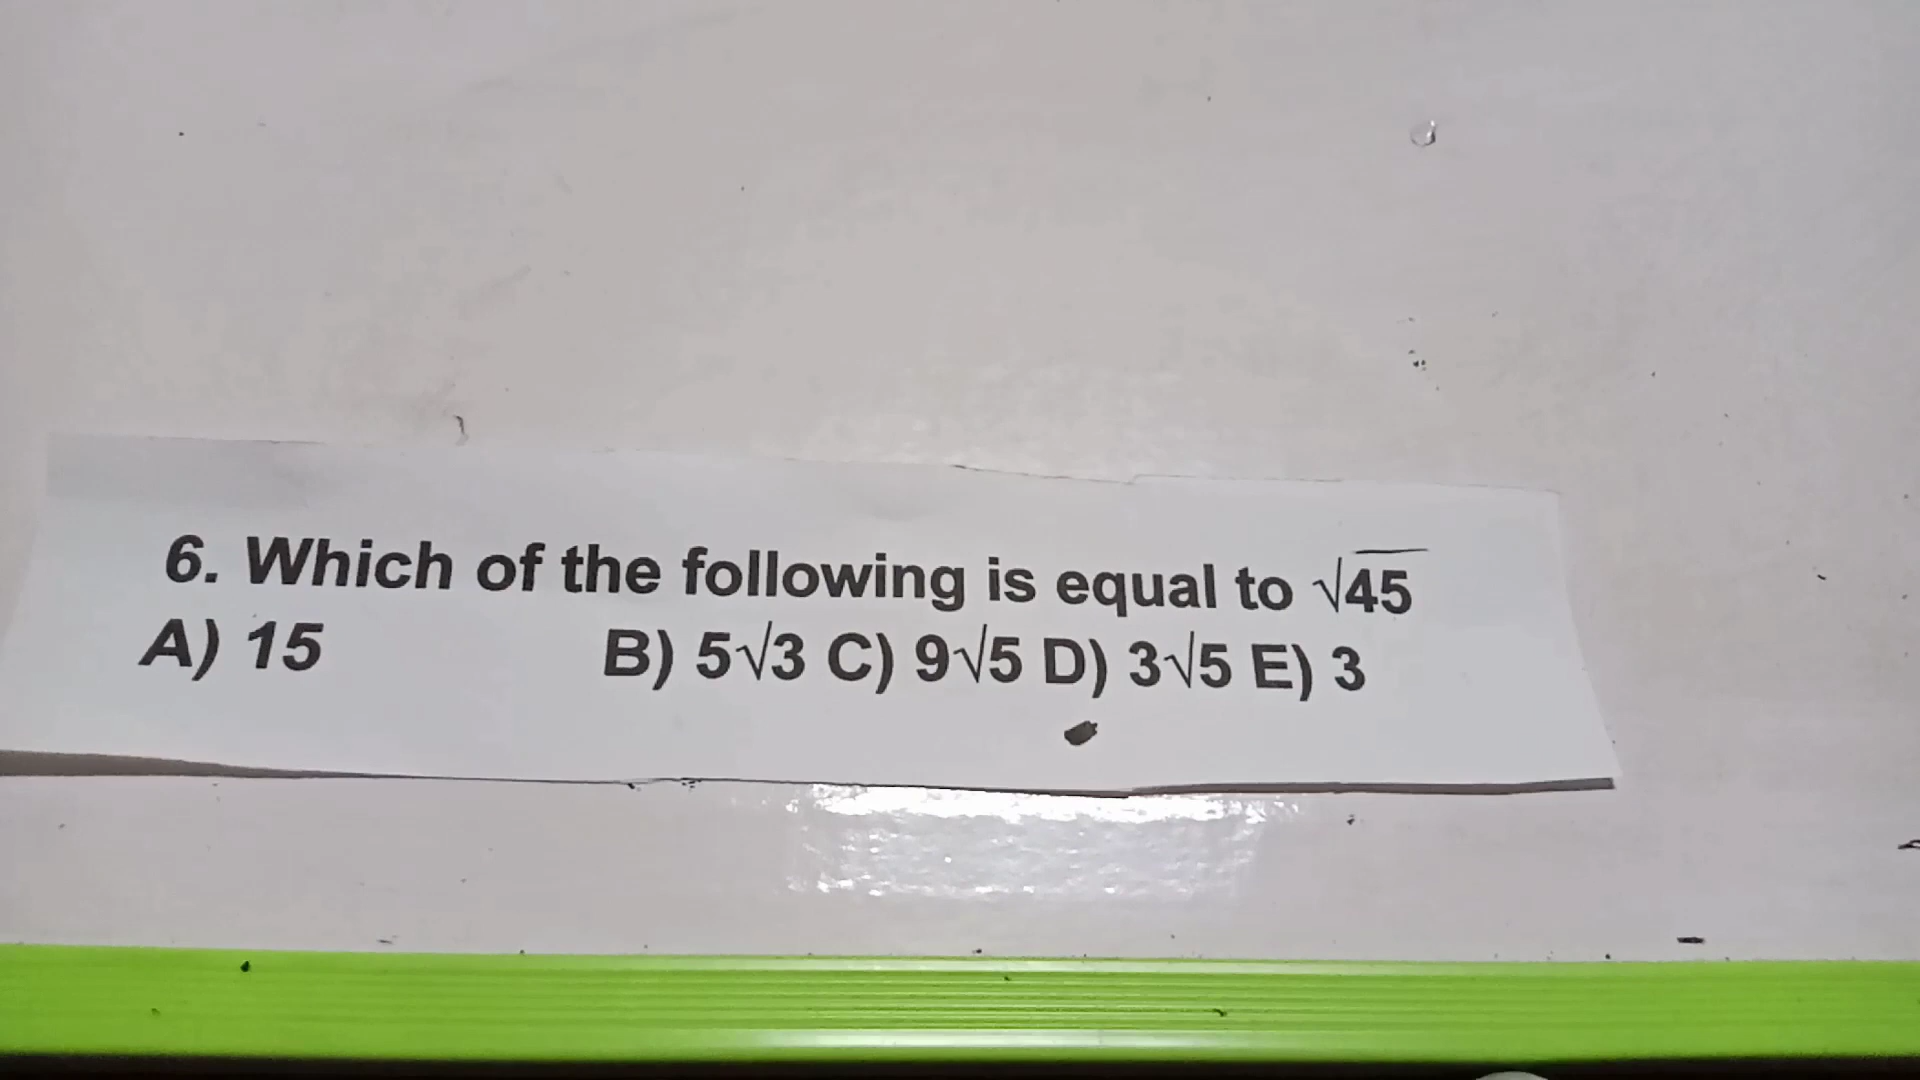 6. Which of the following is equal to √45
A) 15 B) 5√3 C) 9√5 D) 3√5 E) 3